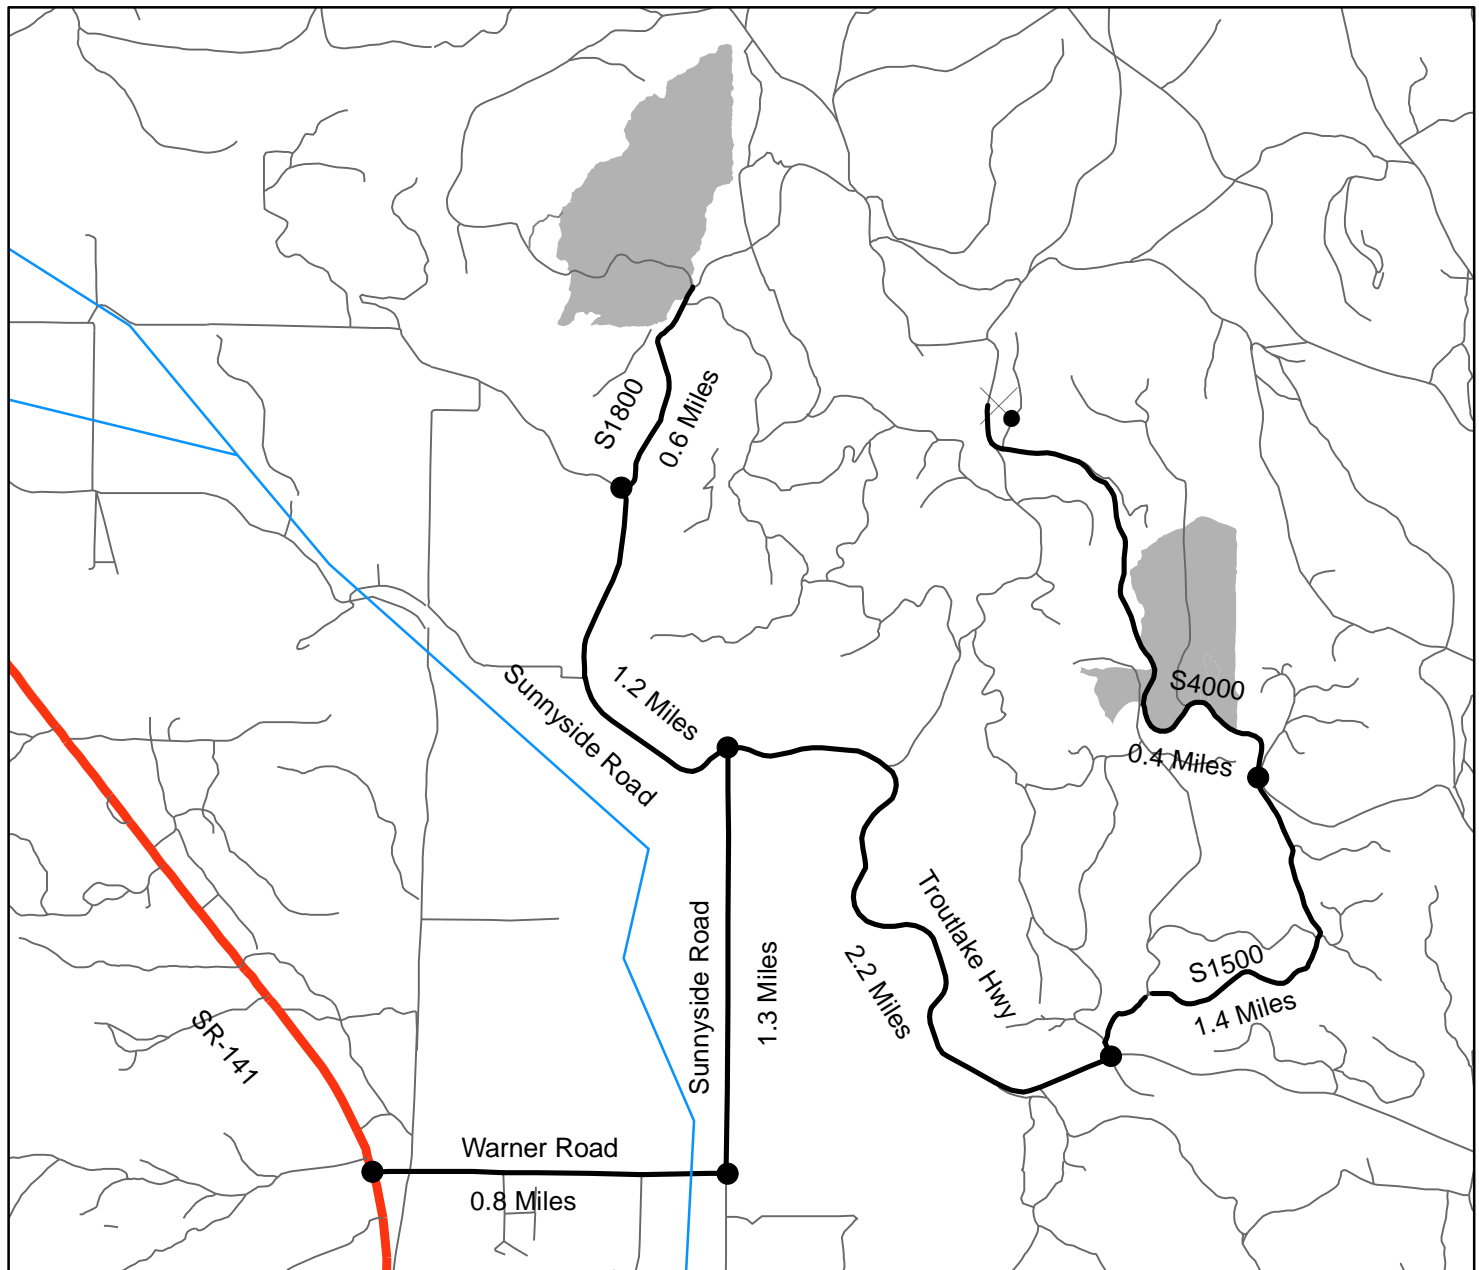 S1800
0.6 Miles
1.2 Miles
Sunnyside Road
S4000
0.4 Miles
Troutlake Hwy
2.2 Miles
Sunnyside Road
1.3 Miles
S1500
1.4 Miles
SR-141
Warner Road
0.8 Miles